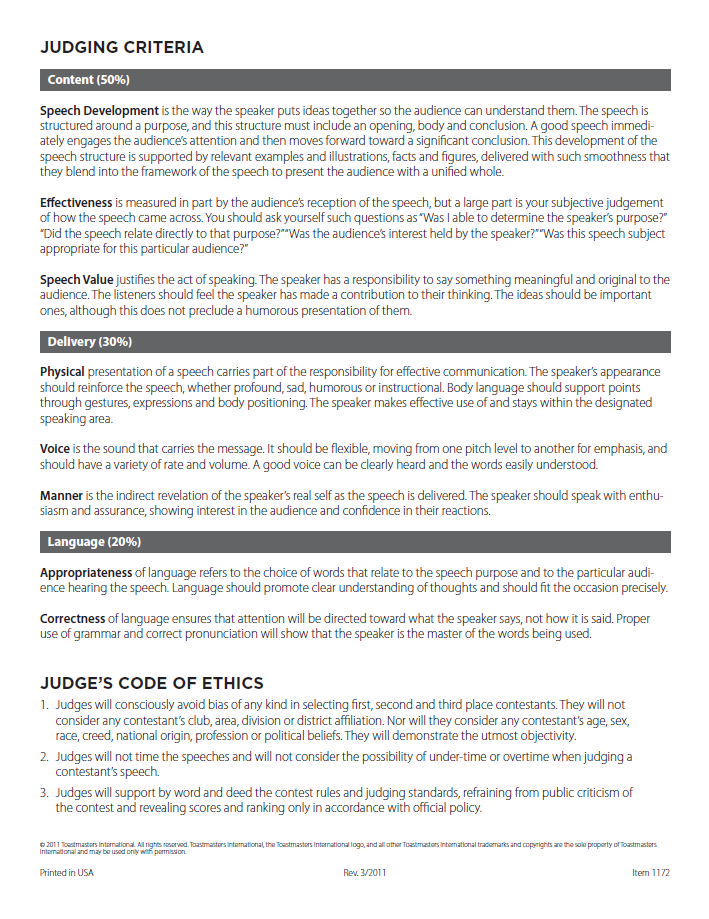 JUDGING CRITERIA
Content (50%)
Speech Development is the way the speaker puts ideas together so the audience can understand them. The speech is
structured around a purpose, and this structure must include an opening, body and conclusion. A good speech immedi-
ately engages the audience’s attention and then moves forward toward a significant conclusion. This development of the
speech structure is supported by relevant examples and illustrations, facts and figures, delivered with such smoothness that
they blend into the framework of the speech to present the audience with a unified whole.
Effectiveness is measured in part by the audience’s reception of the speech, but a large part is your subjective judgement
of how the speech came across. You should ask yourself such questions as “Was I able to determine the speaker’s purpose?”
“Did the speech relate directly to that purpose?” “Was the audience’s interest held by the speaker?” “Was this speech subject
appropriate for this particular audience?”
Speech Value justifies the act of speaking. The speaker has a responsibility to say something meaningful and original to the
audience. The listeners should feel the speaker has made a contribution to their thinking. The ideas should be important
ones, although this does not preclude a humorous presentation of them.
Delivery (30%)
Physical presentation of a speech carries part of the responsibility for effective communication. The speaker’s appearance
should reinforce the speech, whether profound, sad, humorous or instructional. Body language should support points
through gestures, expressions and body positioning. The speaker makes effective use of and stays within the designated
speaking area.
Voice is the sound that carries the message. It should be flexible, moving from one pitch level to another for emphasis, and
should have a variety of rate and volume. A good voice can be clearly heard and the words easily understood.
Manner is the indirect revelation of the speaker’s real self as the speech is delivered. The speaker should speak with enthu-
siasm and assurance, showing interest in the audience and confidence in their reactions.
Language (20%)
Appropriateness of language refers to the choice of words that relate to the speech purpose and to the particular audi-
ence hearing the speech. Language should promote clear understanding of thoughts and should fit the occasion precisely.
Correctness of language ensures that attention will be directed toward what the speaker says, not how it is said. Proper
use of grammar and correct pronunciation will show that the speaker is the master of the words being used.
JUDGE’S CODE OF ETHICS
1. Judges will consciously avoid bias of any kind in selecting first, second and third place contestants. They will not
consider any contestant’s club, area, division or district affiliation. Nor will they consider any contestant’s age, sex,
race, creed, national origin, profession or political beliefs. They will demonstrate the utmost objectivity.
2. Judges will not time the speeches and will not consider the possibility of under-time or overtime when judging a
contestant’s speech.
3. Judges will support by word and deed the contest rules and judging standards, refraining from public criticism of
the contest and revealing scores and ranking only in accordance with official policy.
© 2011 Toastmasters International. All rights reserved. Toastmasters International, the Toastmasters International logo, and all other Toastmasters International trademarks and copyrights are the sole property of Toastmasters
International and may be used only with permission.
Printed in USA Rev. 3/2011 Item 1172